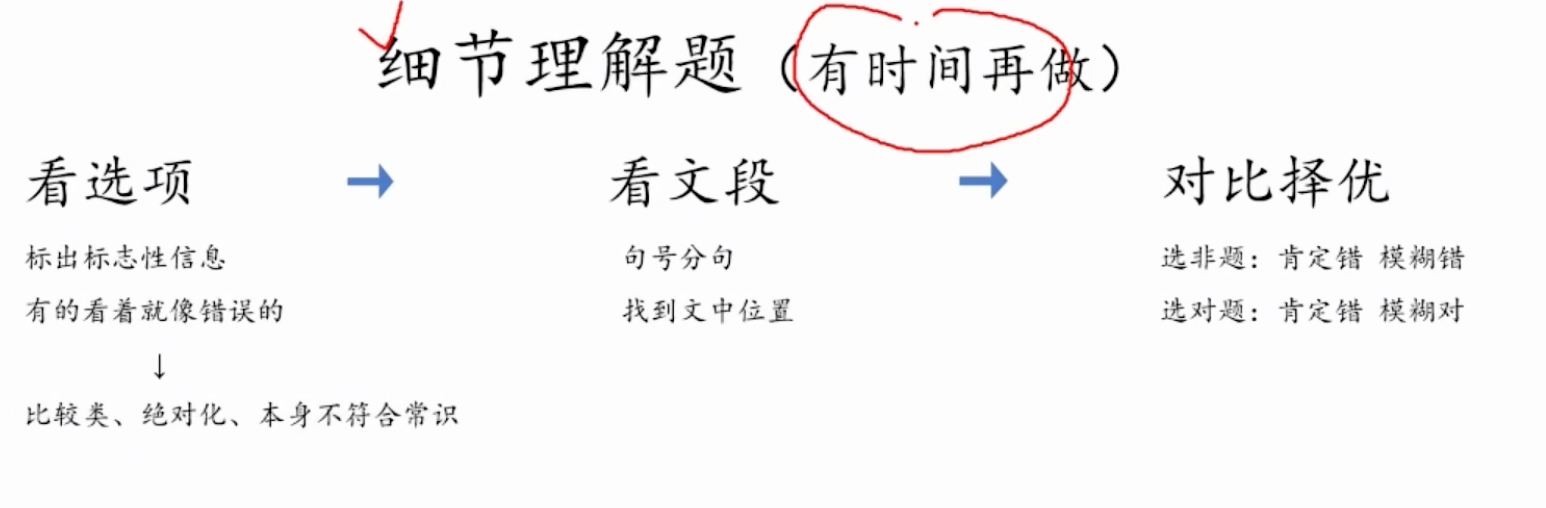 细节理解题（有时间再做）
看选项 → 看文段 → 对比择优
标出标志性信息 句号分句 选非题：肯定错 模糊错
有的看着就像错误的 找到文中位置 选对题：肯定错 模糊对
↓
比较类、绝对化、本身不符合常识